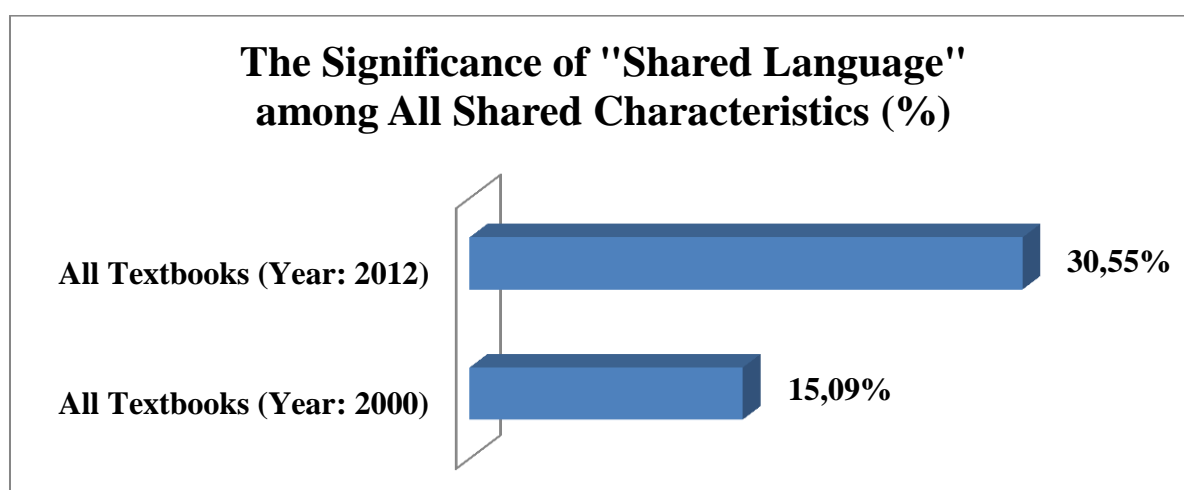 The Significance of "Shared Language"
among All Shared Characteristics (%)
All Textbooks (Year: 2012)
30,55%
All Textbooks (Year: 2000)
15,09%